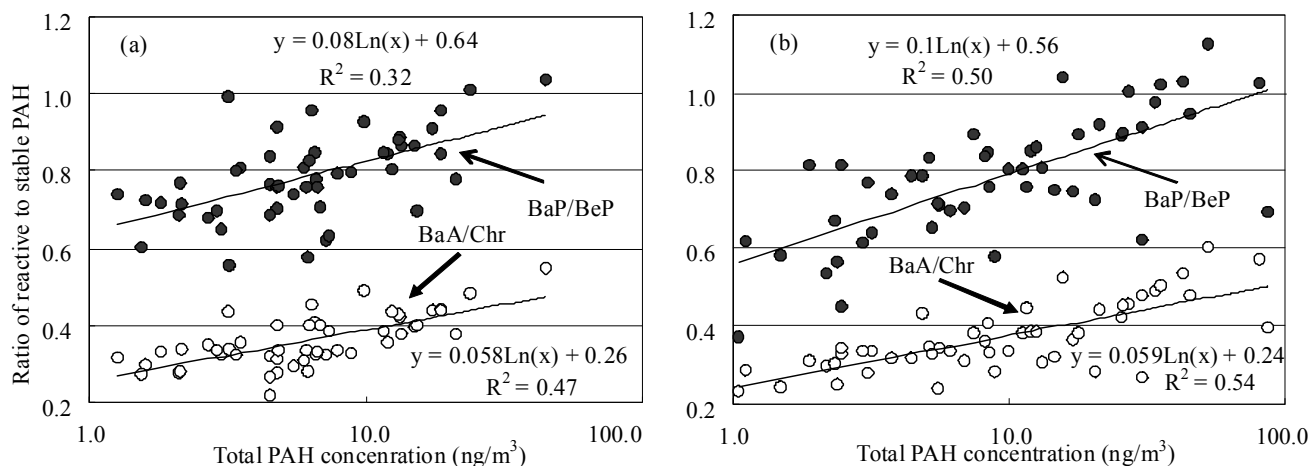 Ratio of reactive to stable PAH
1.2
1.0
0.8
0.6
0.4
0.2
(a)
y = 0.08Ln(x) + 0.64
R² = 0.32
BaP/BeP
BaA/Chr
y = 0.058Ln(x) + 0.26
R² = 0.47
1.0 10.0 100.0
Total PAH concenration (ng/m³)
1.2
1.0
0.8
0.6
0.4
0.2
(b)
y = 0.1Ln(x) + 0.56
R² = 0.50
BaP/BeP
BaA/Chr
y = 0.059Ln(x) + 0.24
R² = 0.54
1.0 10.0 100.0
Total PAH concentration (ng/m³)